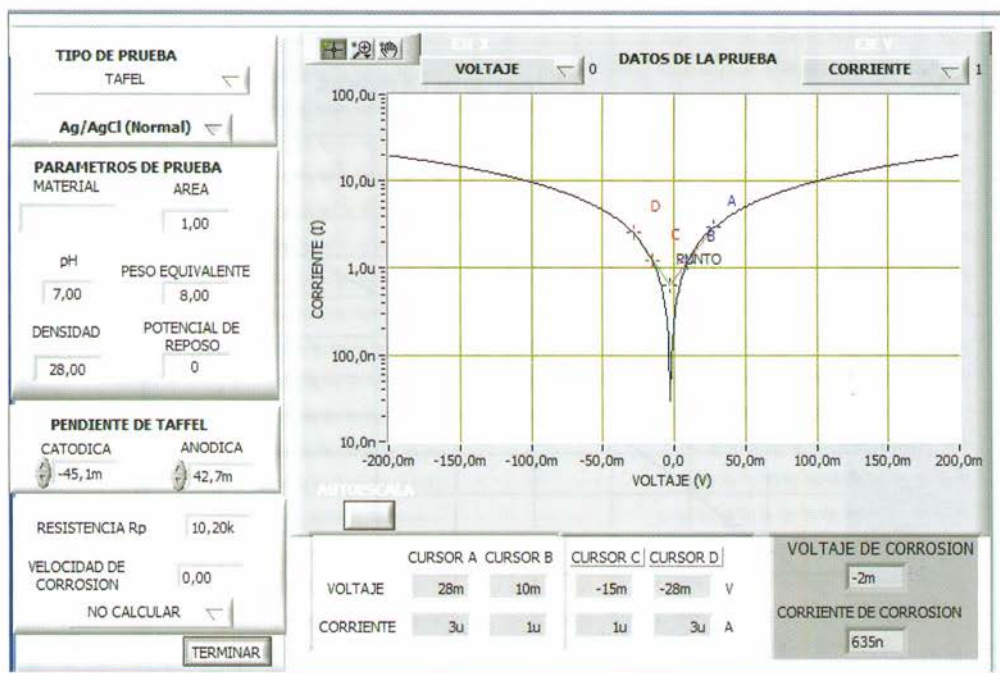 TIPO DE PRUEBA
TAFEL
Ag/AgCl (Normal)
PARAMETROS DE PRUEBA
MATERIAL AREA
1,00
pH PESO EQUIVALENTE
7,00 8,00
DENSIDAD POTENCIAL DE REPOSO
28,00 0
PENDIENTE DE TAFFEL
CATODICA ANODICA
-45,1m 42,7m
RESISTENCIA Rp 10,20k
VELOCIDAD DE CORROSION 0,00
NO CALCULAR
TERMINAR
EJE X EJE Y
VOLTAJE 0 DATOS DE LA PRUEBA CORRIENTE 1
100,0u
10,0u
1,0u
100,0n
10,0n
CORRIENTE (I)
D A
C B
PUNTO
-200,0m -150,0m -100,0m -50,0m 0,0 50,0m 100,0m 150,0m 200,0m
VOLTAJE (V)
AUTOESCALA
CURSOR A CURSOR B CURSOR C CURSOR D
VOLTAJE 28m 10m -15m -28m V
CORRIENTE 3u 1u 1u 3u A
VOLTAJE DE CORROSION
-2m
CORRIENTE DE CORROSION
635n